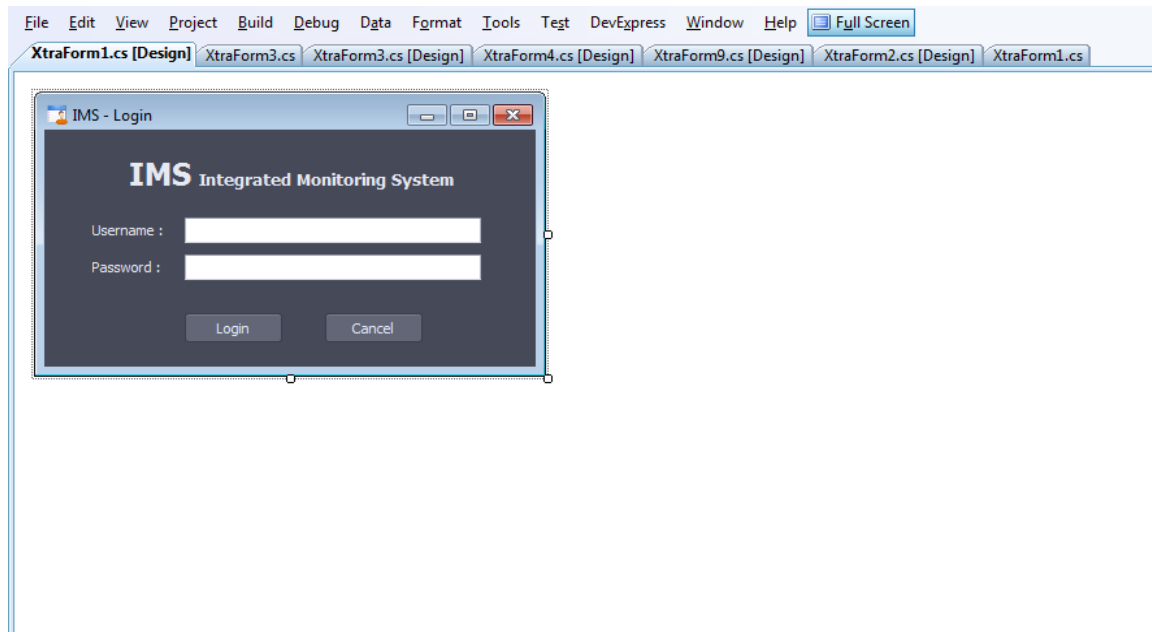 File Edit View Project Build Debug Data Format Tools Test DevExpress Window Help Full Screen
XtraForm1.cs [Design] XtraForm3.cs XtraForm3.cs [Design] XtraForm4.cs [Design] XtraForm9.cs [Design] XtraForm2.cs [Design] XtraForm1.cs
IMS - Login
IMS Integrated Monitoring System
Username :
Password :
Login Cancel